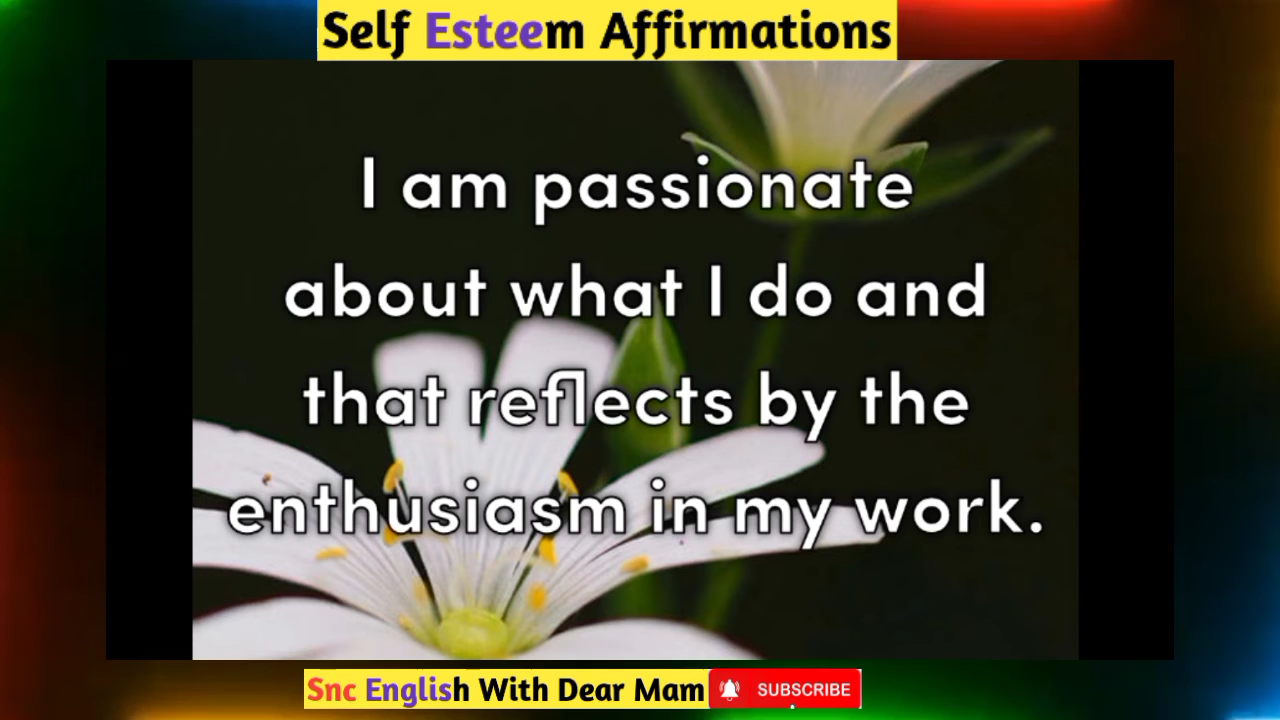 Self Esteem Affirmations
I am passionate
about what I do and
that reflects by the
enthusiasm in my work.
Snc English With Dear Mam SUBSCRIBE